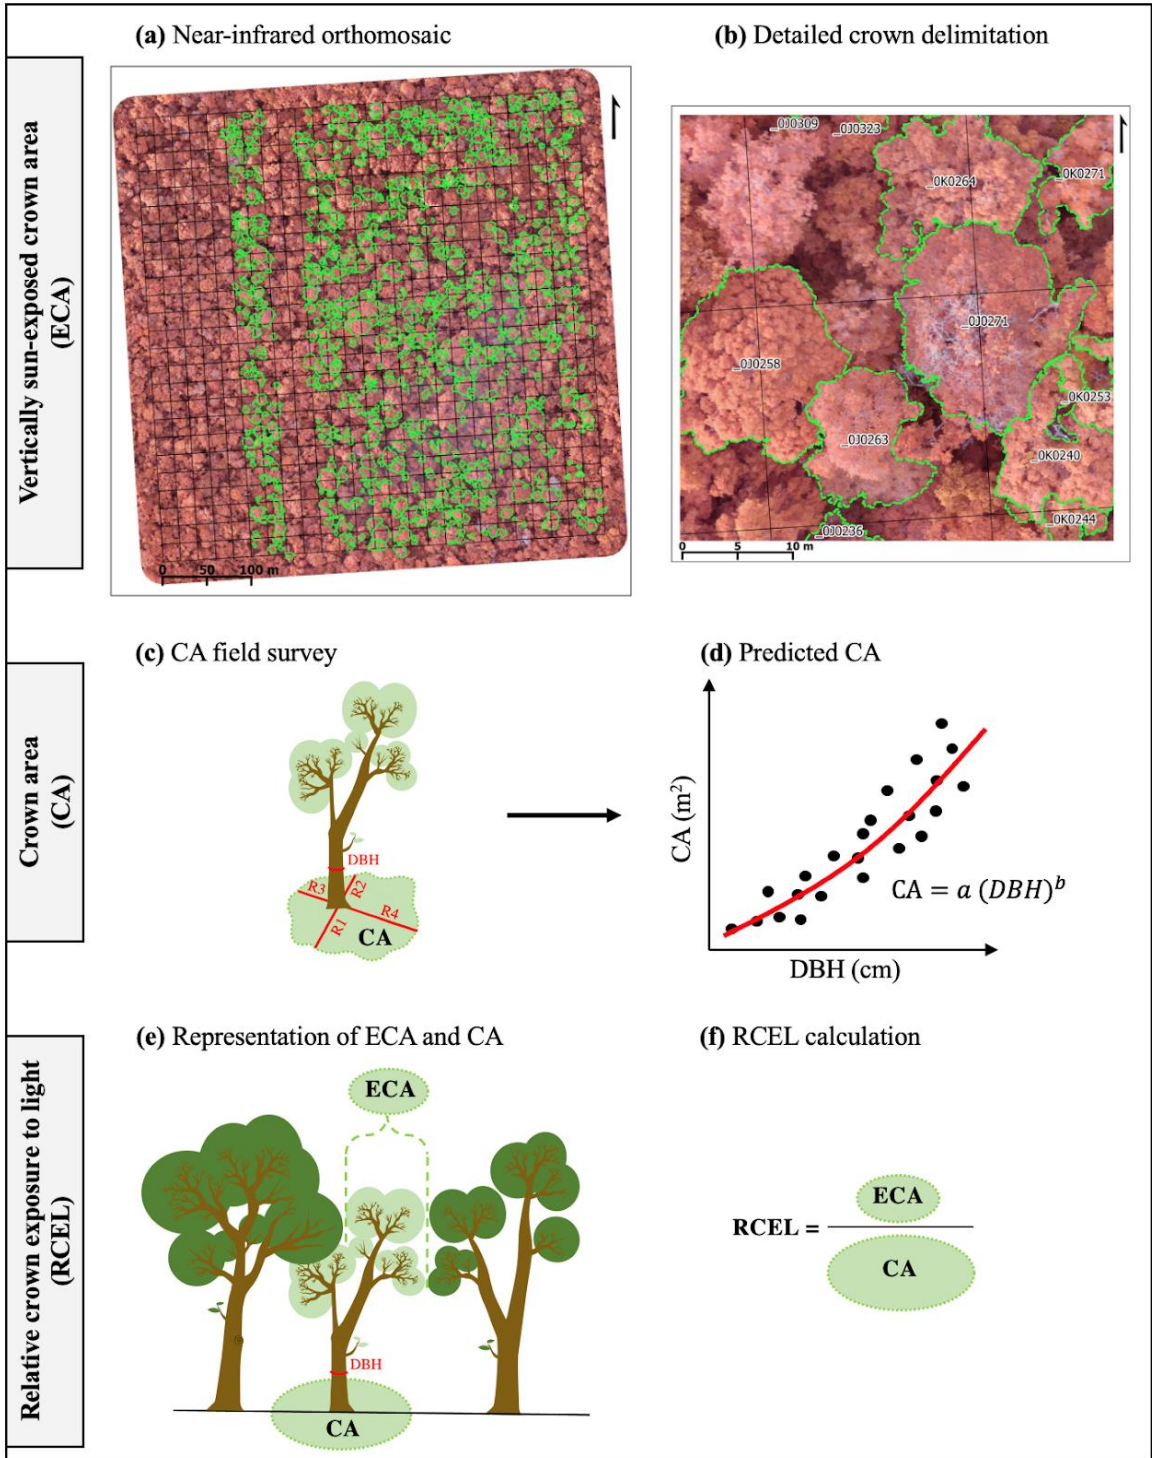 (a) Near-infrared orthomosaic
(b) Detailed crown delimitation
Vertically sun-exposed crown area
(ECA)
0 50 100 m
_0J0309
_0J0323
_0K0264
_0K0271
_0J0271
_0J0258
_0K0253
_0J0263
_0K0240
_0K0244
_0J0236
0 5 10 m
(c) CA field survey
(d) Predicted CA
Crown area
(CA)
DBH
R3
R2
R4
R1
CA
CA (m²)
CA = a (DBH)ᵇ
DBH (cm)
(e) Representation of ECA and CA
(f) RCEL calculation
Relative crown exposure to light
(RCEL)
ECA
DBH
CA
RCEL =
ECA
CA